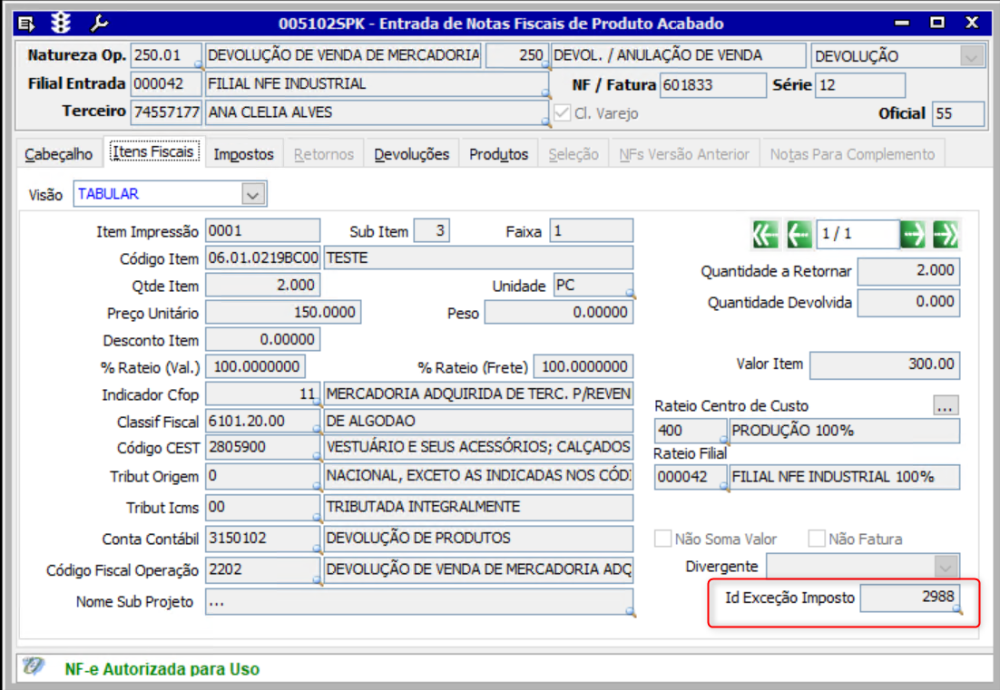 005102SPK - Entrada de Notas Fiscais de Produto Acabado
Natureza Op. 250.01 DEVOLUÇÃO DE VENDA DE MERCADORIA 250 DEVOL. / ANULAÇÃO DE VENDA DEVOLUÇÃO
Filial Entrada 000042 FILIAL NFE INDUSTRIAL NF / Fatura 601833 Série 12
Terceiro 74557177 ANA CLELIA ALVES Cl. Varejo Oficial 55
Cabeçalho Itens Fiscais Impostos Retornos Devoluções Produtos Seleção NFs Versão Anterior Notas Para Complemento
Visão TABULAR
Item Impressão 0001 Sub Item 3 Faixa 1 1 / 1
Código Item 06.01.0219BC00 TESTE Quantidade a Retornar 2.000
Qtde Item 2.000 Unidade PC Quantidade Devolvida 0.000
Preço Unitário 150.0000 Peso 0.00000
Desconto Item 0.00000
% Rateio (Val.) 100.0000000 % Rateio (Frete) 100.0000000 Valor Item 300.00
Indicador Cfop 11 MERCADORIA ADQUIRIDA DE TERC. P/REVEN
Rateio Centro de Custo ...
Classif Fiscal 6101.20.00 DE ALGODAO 400 PRODUÇÃO 100%
Código CEST 2805900 VESTUÁRIO E SEUS ACESSÓRIOS; CALÇADOS Rateio Filial
Tribut Origem 0 NACIONAL, EXCETO AS INDICADAS NOS CÓDI 000042 FILIAL NFE INDUSTRIAL 100%
Tribut Icms 00 TRIBUTADA INTEGRALMENTE
Conta Contábil 3150102 DEVOLUÇÃO DE PRODUTOS Não Soma Valor Não Fatura
Código Fiscal Operação 2202 DEVOLUÇÃO DE VENDA DE MERCADORIA ADQ Divergente
Nome Sub Projeto ... Id Exceção Imposto 2988
NF-e Autorizada para Uso